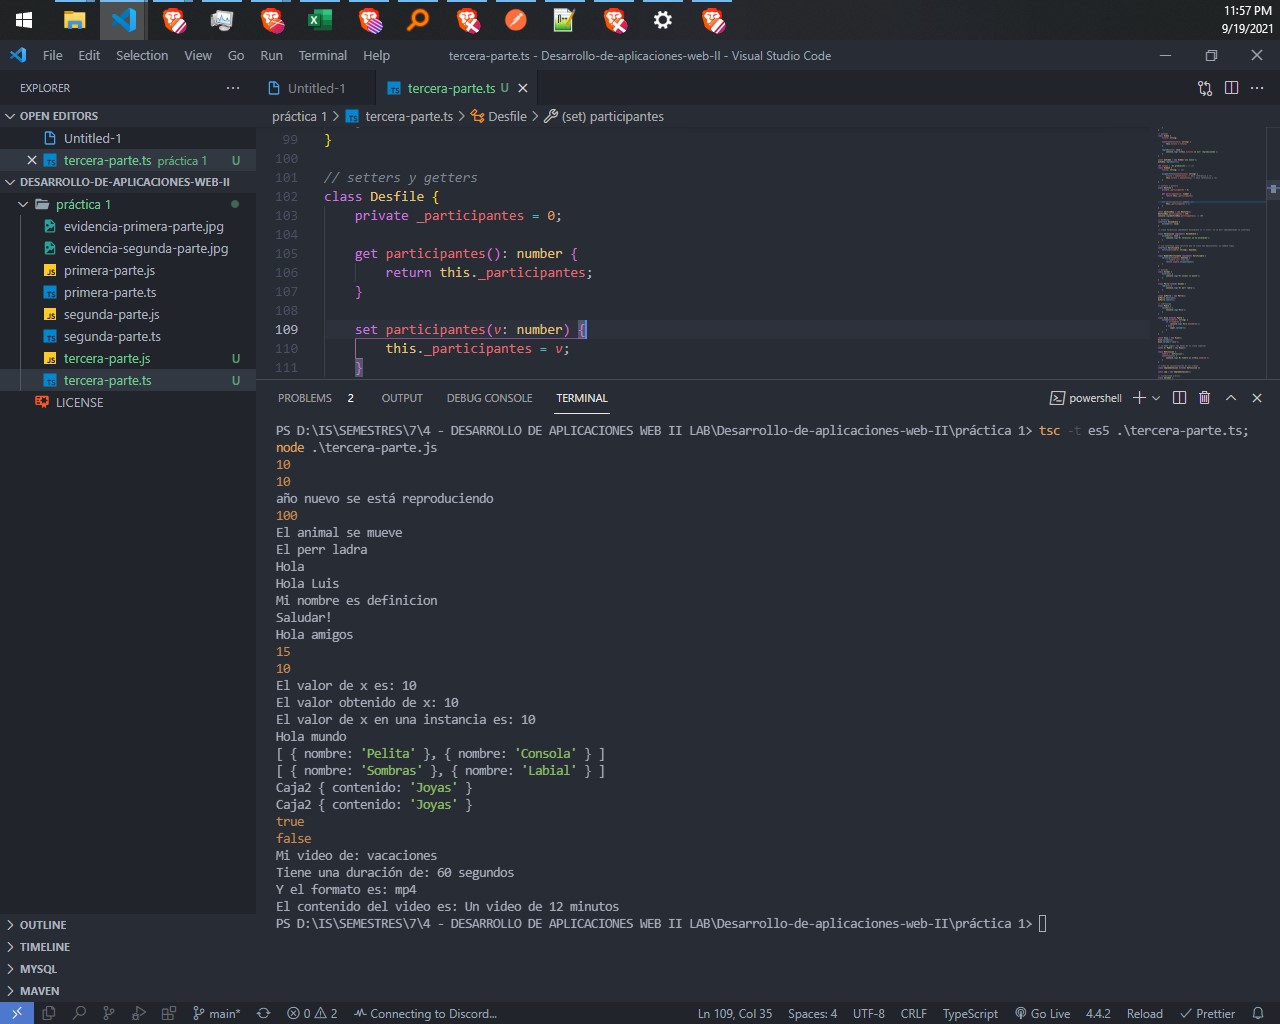 11:57 PM
9/19/2021
File Edit Selection View Go Run Terminal Help
tercera-parte.ts - Desarrollo-de-aplicaciones-web-II - Visual Studio Code
EXPLORER
OPEN EDITORS
Untitled-1
tercera-parte.ts práctica 1 U
DESARROLLO-DE-APLICACIONES-WEB-II
práctica 1
evidencia-primera-parte.jpg
evidencia-segunda-parte.jpg
primera-parte.js
primera-parte.ts
segunda-parte.js
segunda-parte.ts
tercera-parte.js U
tercera-parte.ts U
LICENSE
OUTLINE
TIMELINE
MYSQL
MAVEN
Untitled-1
tercera-parte.ts U
práctica 1 > tercera-parte.ts > Desfile > (set) participantes
99 }
100
101 // setters y getters
102 class Desfile {
103 private _participantes = 0;
104
105 get participantes(): number {
106 return this._participantes;
107 }
108
109 set participantes(v: number) {
110 this._participantes = v;
111 }
PROBLEMS 2 OUTPUT DEBUG CONSOLE TERMINAL
powershell
PS D:\IS\SEMESTRES\7\4 - DESARROLLO DE APLICACIONES WEB II LAB\Desarrollo-de-aplicaciones-web-II\práctica 1> tsc -t es5 .\tercera-parte.ts;
node .\tercera-parte.js
10
10
año nuevo se está reproduciendo
100
El animal se mueve
El perr ladra
Hola
Hola Luis
Mi nombre es definicion
Saludar!
Hola amigos
15
10
El valor de x es: 10
El valor obtenido de x: 10
El valor de x en una instancia es: 10
Hola mundo
[ { nombre: 'Pelita' }, { nombre: 'Consola' } ]
[ { nombre: 'Sombras' }, { nombre: 'Labial' } ]
Caja2 { contenido: 'Joyas' }
Caja2 { contenido: 'Joyas' }
true
false
Mi video de: vacaciones
Tiene una duración de: 60 segundos
Y el formato es: mp4
El contenido del video es: Un video de 12 minutos
PS D:\IS\SEMESTRES\7\4 - DESARROLLO DE APLICACIONES WEB II LAB\Desarrollo-de-aplicaciones-web-II\práctica 1>
main* 0 2 Connecting to Discord... Ln 109, Col 35 Spaces: 4 UTF-8 CRLF TypeScript Go Live 4.4.2 Reload Prettier